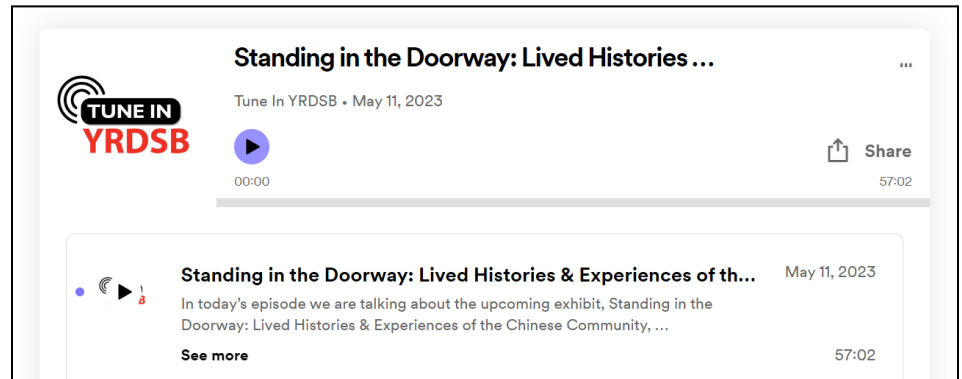 Standing in the Doorway: Lived Histories ...
...
TUNE IN
YRDSB
Tune In YRDSB • May 11, 2023
Share
00:00
57:02
Standing in the Doorway: Lived Histories & Experiences of th...
May 11, 2023
In today's episode we are talking about the upcoming exhibit, Standing in the
Doorway: Lived Histories & Experiences of the Chinese Community, ...
See more
57:02